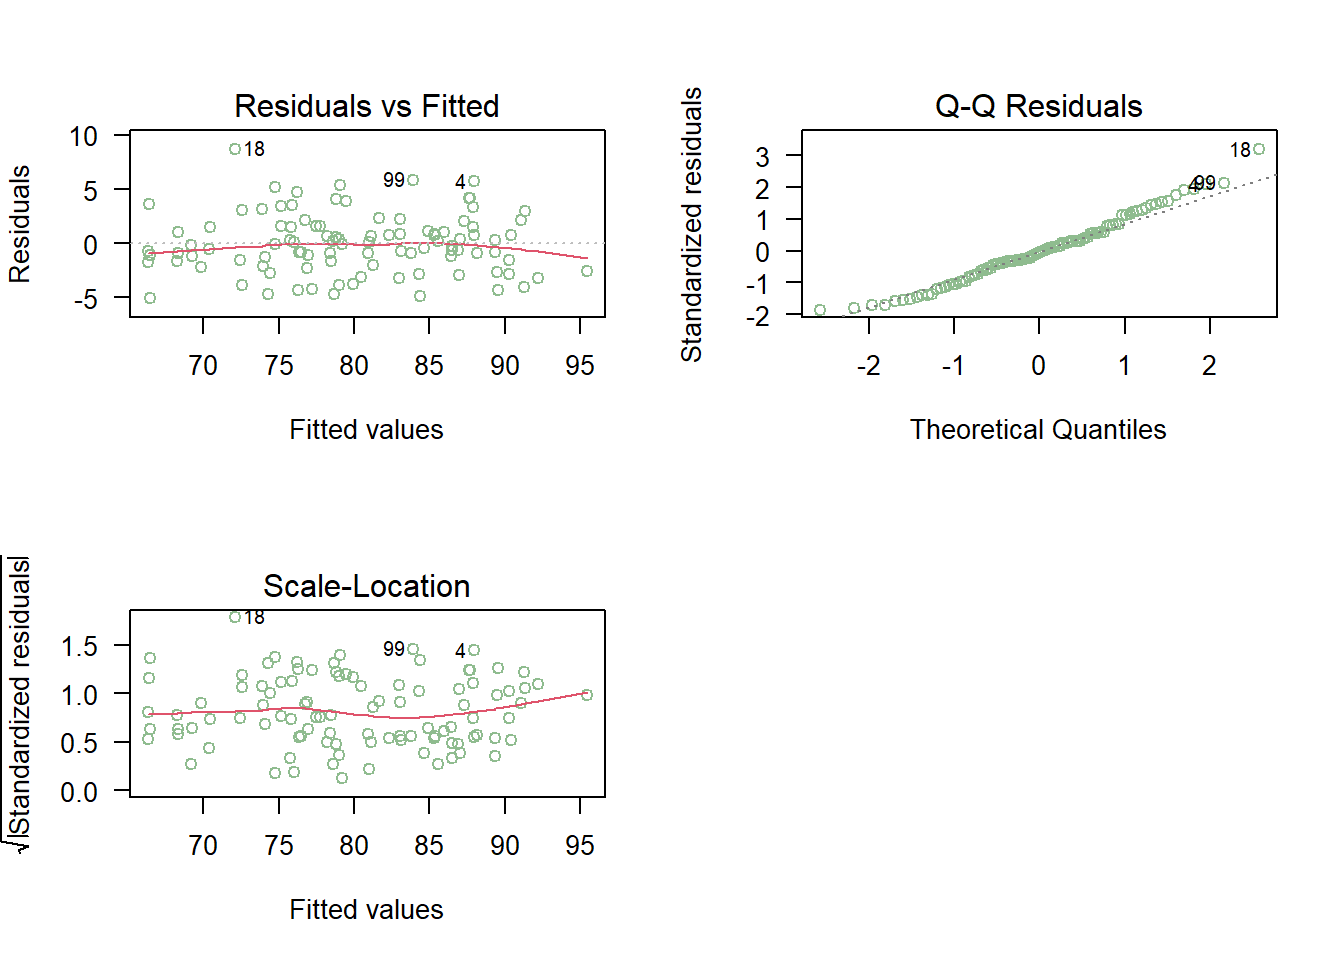 Residuals vs Fitted
Residuals
10
5
0
-5
18
99
4
70 75 80 85 90 95
Fitted values
Q-Q Residuals
Standardized residuals
3
2
1
0
-1
-2
18
4
99
-2 -1 0 1 2
Theoretical Quantiles
Scale-Location
√|Standardized residuals|
1.5
1.0
0.5
0.0
18
99
4
70 75 80 85 90 95
Fitted values